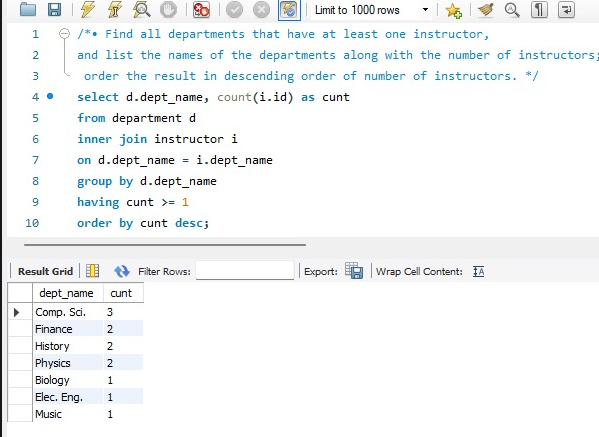 Limit to 1000 rows
1 /*• Find all departments that have at least one instructor,
2 and list the names of the departments along with the number of instructors;
3 order the result in descending order of number of instructors. */
4 select d.dept_name, count(i.id) as cunt
5 from department d
6 inner join instructor i
7 on d.dept_name = i.dept_name
8 group by d.dept_name
9 having cunt >= 1
10 order by cunt desc;
Result Grid Filter Rows: Export: Wrap Cell Content: IA
dept_name cunt
Comp. Sci. 3
Finance 2
History 2
Physics 2
Biology 1
Elec. Eng. 1
Music 1